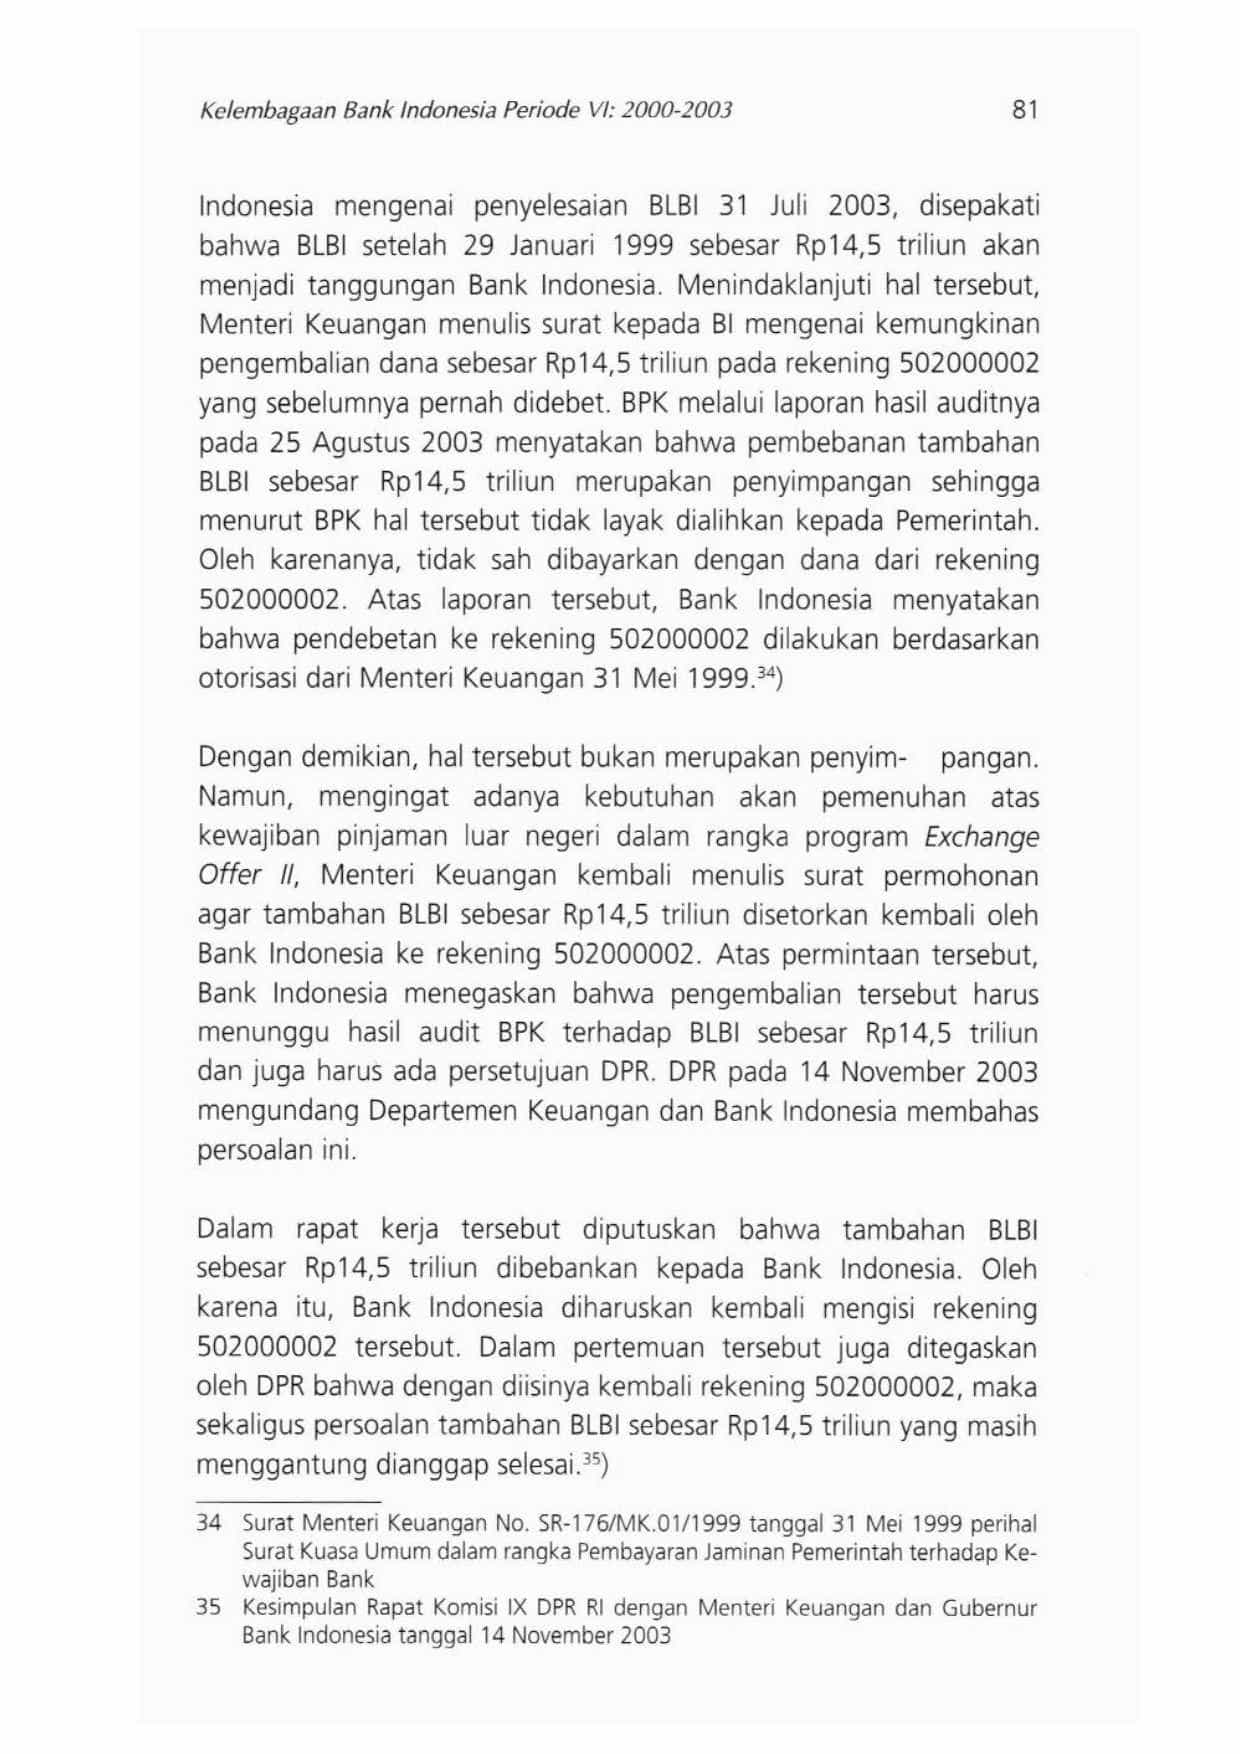 Kelembagaan Bank Indonesia Periode VI: 2000-2003 81
Indonesia mengenai penyelesaian BLBI 31 Juli 2003, disepakati
bahwa BLBI setelah 29 Januari 1999 sebesar Rp14,5 triliun akan
menjadi tanggungan Bank Indonesia. Menindaklanjuti hal tersebut,
Menteri Keuangan menulis surat kepada BI mengenai kemungkinan
pengembalian dana sebesar Rp14,5 triliun pada rekening 502000002
yang sebelumnya pernah didebet. BPK melalui laporan hasil auditnya
pada 25 Agustus 2003 menyatakan bahwa pembebanan tambahan
BLBI sebesar Rp14,5 triliun merupakan penyimpangan sehingga
menurut BPK hal tersebut tidak layak dialihkan kepada Pemerintah.
Oleh karenanya, tidak sah dibayarkan dengan dana dari rekening
502000002. Atas laporan tersebut, Bank Indonesia menyatakan
bahwa pendebetan ke rekening 502000002 dilakukan berdasarkan
otorisasi dari Menteri Keuangan 31 Mei 1999.³⁴)
Dengan demikian, hal tersebut bukan merupakan penyim- pangan.
Namun, mengingat adanya kebutuhan akan pemenuhan atas
kewajiban pinjaman luar negeri dalam rangka program Exchange
Offer II, Menteri Keuangan kembali menulis surat permohonan
agar tambahan BLBI sebesar Rp14,5 triliun disetorkan kembali oleh
Bank Indonesia ke rekening 502000002. Atas permintaan tersebut,
Bank Indonesia menegaskan bahwa pengembalian tersebut harus
menunggu hasil audit BPK terhadap BLBI sebesar Rp14,5 triliun
dan juga harus ada persetujuan DPR. DPR pada 14 November 2003
mengundang Departemen Keuangan dan Bank Indonesia membahas
persoalan ini.
Dalam rapat kerja tersebut diputuskan bahwa tambahan BLBI
sebesar Rp14,5 triliun dibebankan kepada Bank Indonesia. Oleh
karena itu, Bank Indonesia diharuskan kembali mengisi rekening
502000002 tersebut. Dalam pertemuan tersebut juga ditegaskan
oleh DPR bahwa dengan diisinya kembali rekening 502000002, maka
sekaligus persoalan tambahan BLBI sebesar Rp14,5 triliun yang masih
menggantung dianggap selesai.³⁵)
34 Surat Menteri Keuangan No. SR-176/MK.01/1999 tanggal 31 Mei 1999 perihal
Surat Kuasa Umum dalam rangka Pembayaran Jaminan Pemerintah terhadap Ke-
wajiban Bank
35 Kesimpulan Rapat Komisi IX DPR RI dengan Menteri Keuangan dan Gubernur
Bank Indonesia tanggal 14 November 2003